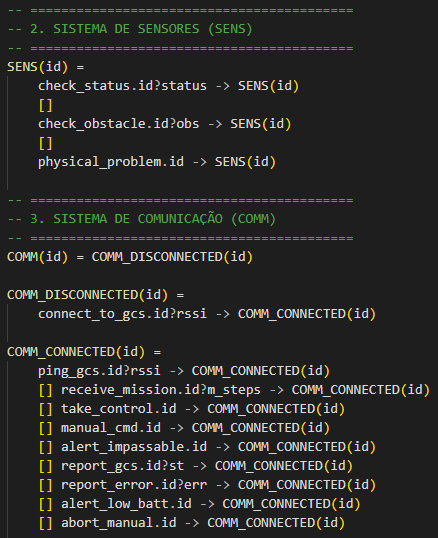 -- ==========================================
-- 2. SISTEMA DE SENSORES (SENS)
-- ==========================================
SENS(id) =
    check_status.id?status -> SENS(id)
    []
    check_obstacle.id?obs -> SENS(id)
    []
    physical_problem.id -> SENS(id)

-- ==========================================
-- 3. SISTEMA DE COMUNICAÇÃO (COMM)
-- ==========================================
COMM(id) = COMM_DISCONNECTED(id)

COMM_DISCONNECTED(id) =
    connect_to_gcs.id?rssi -> COMM_CONNECTED(id)

COMM_CONNECTED(id) =
    ping_gcs.id?rssi -> COMM_CONNECTED(id)
    [] receive_mission.id?m_steps -> COMM_CONNECTED(id)
    [] take_control.id -> COMM_CONNECTED(id)
    [] manual_cmd.id -> COMM_CONNECTED(id)
    [] alert_impassable.id -> COMM_CONNECTED(id)
    [] report_gcs.id?st -> COMM_CONNECTED(id)
    [] report_error.id?err -> COMM_CONNECTED(id)
    [] alert_low_batt.id -> COMM_CONNECTED(id)
    [] abort_manual.id -> COMM_CONNECTED(id)